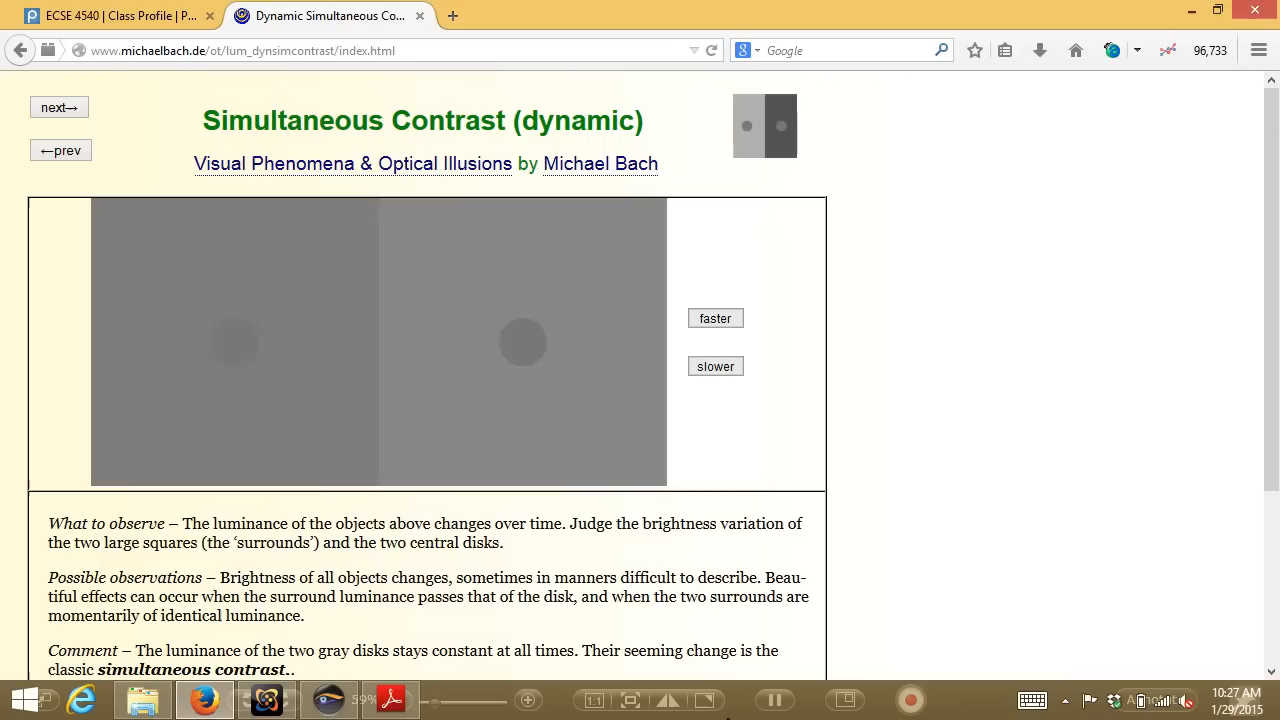 ECSE 4540 | Class Profile | P...
Dynamic Simultaneous Co...
www.michaelbach.de/ot/lum_dynsimcontrast/index.html
Google
96,733
next→
←prev
Simultaneous Contrast (dynamic)
Visual Phenomena & Optical Illusions by Michael Bach
faster
slower
What to observe – The luminance of the objects above changes over time. Judge the brightness variation of
the two large squares (the ‘surrounds’) and the two central disks.
Possible observations – Brightness of all objects changes, sometimes in manners difficult to describe. Beau-
tiful effects can occur when the surround luminance passes that of the disk, and when the two surrounds are
momentarily of identical luminance.
Comment – The luminance of the two gray disks stays constant at all times. Their seeming change is the
classic simultaneous contrast..
59%
1:1
10:27 AM
1/29/2015